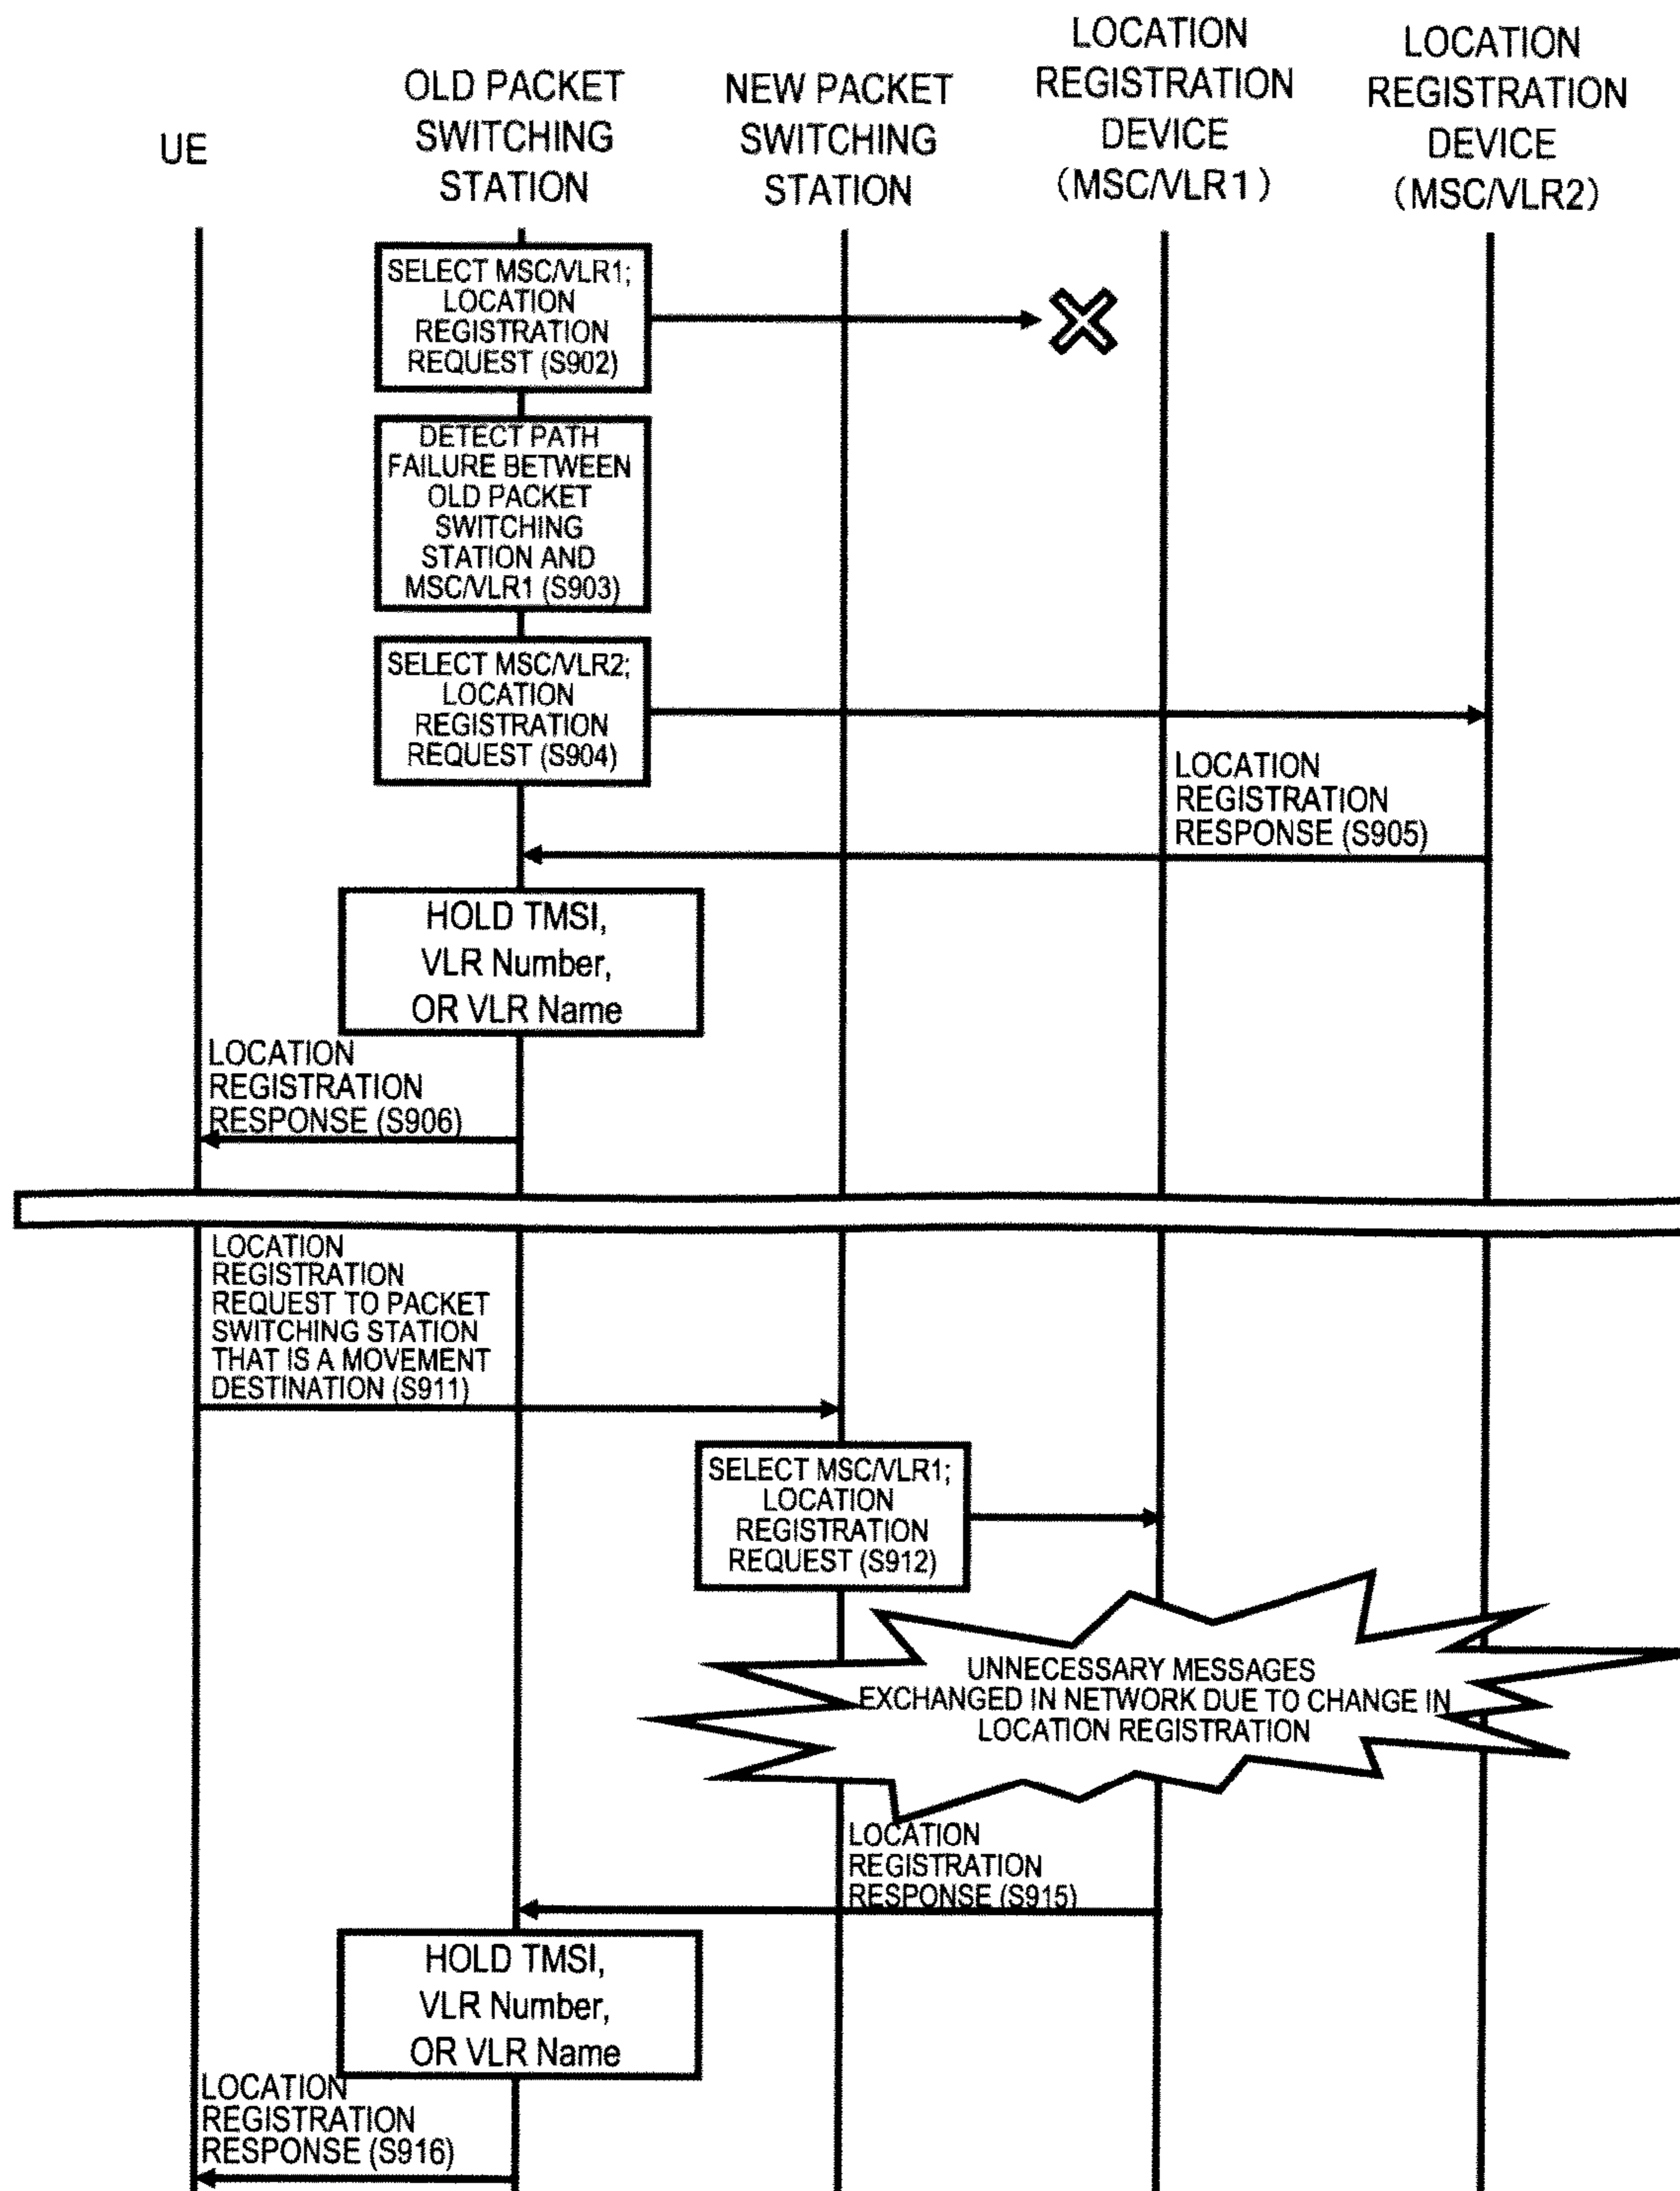 UE
OLD PACKET
SWITCHING
STATION
NEW PACKET
SWITCHING
STATION
LOCATION
REGISTRATION
DEVICE
(MSC/VLR1)
LOCATION
REGISTRATION
DEVICE
(MSC/VLR2)
SELECT MSC/VLR1;
LOCATION
REGISTRATION
REQUEST (S902)
DETECT PATH
FAILURE BETWEEN
OLD PACKET
SWITCHING
STATION AND
MSC/VLR1 (S903)
SELECT MSC/VLR2;
LOCATION
REGISTRATION
REQUEST (S904)
LOCATION
REGISTRATION
RESPONSE (S905)
HOLD TMSI,
VLR Number,
OR VLR Name
LOCATION
REGISTRATION
RESPONSE (S906)
LOCATION
REGISTRATION
REQUEST TO PACKET
SWITCHING STATION
THAT IS A MOVEMENT
DESTINATION (S911)
SELECT MSC/VLR1;
LOCATION
REGISTRATION
REQUEST (S912)
UNNECESSARY MESSAGES
EXCHANGED IN NETWORK DUE TO CHANGE IN
LOCATION REGISTRATION
LOCATION
REGISTRATION
RESPONSE (S915)
HOLD TMSI,
VLR Number,
OR VLR Name
LOCATION
REGISTRATION
RESPONSE (S916)